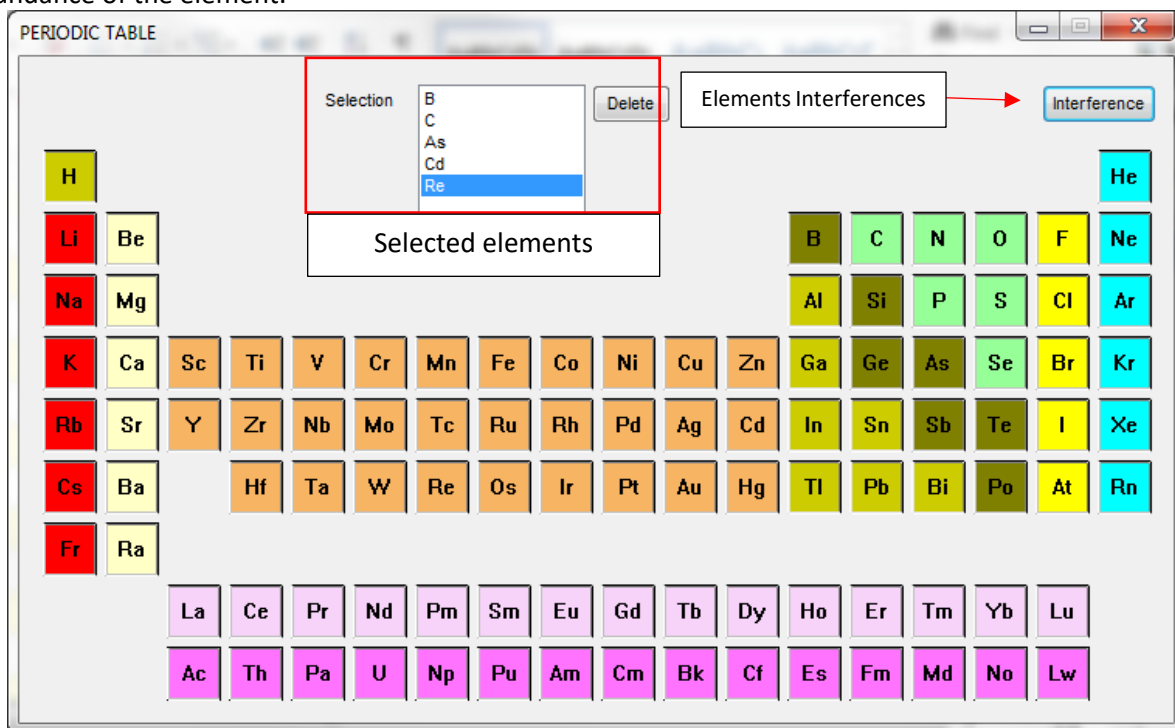 undance of the element.
PERIODIC TABLE
X
Selection
B
C
As
Cd
Re
Delete
Elements Interferences
Interference
Selected elements
H He
Li Be B C N O F Ne
Na Mg Al Si P S Cl Ar
K Ca Sc Ti V Cr Mn Fe Co Ni Cu Zn Ga Ge As Se Br Kr
Rb Sr Y Zr Nb Mo Tc Ru Rh Pd Ag Cd In Sn Sb Te I Xe
Cs Ba Hf Ta W Re Os Ir Pt Au Hg Tl Pb Bi Po At Rn
Fr Ra
La Ce Pr Nd Pm Sm Eu Gd Tb Dy Ho Er Tm Yb Lu
Ac Th Pa U Np Pu Am Cm Bk Cf Es Fm Md No Lw